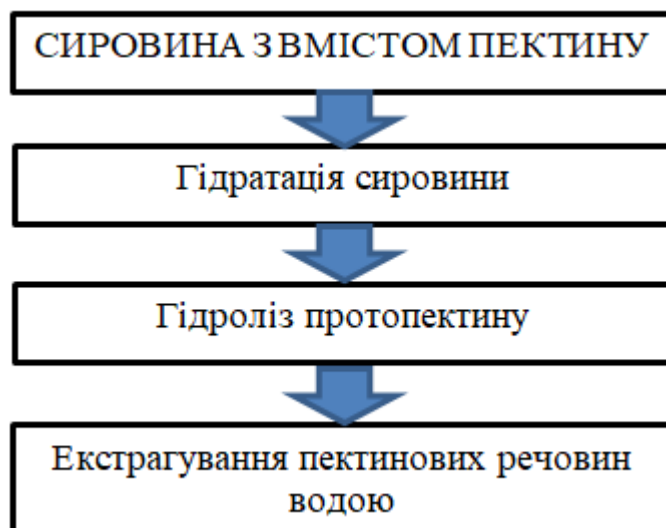 СИРОВИНА З ВМІСТОМ ПЕКТИНУ
Гідратація сировини
Гідроліз протопектину
Екстрагування пектинових речовин
водою